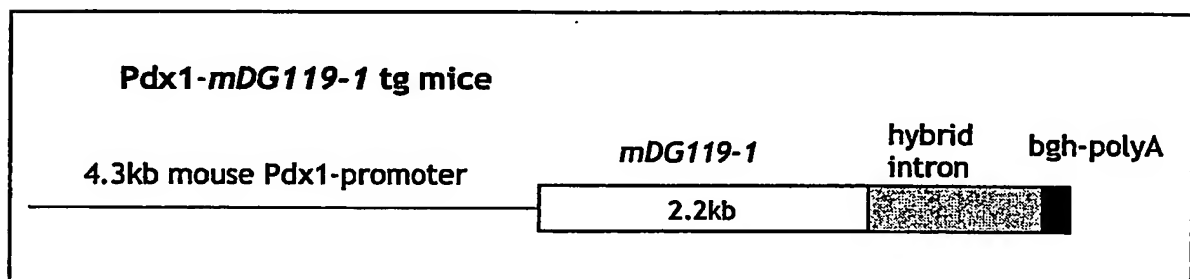 Pdx1-mDG119-1 tg mice
4.3kb mouse Pdx1-promoter
mDG119-1
hybrid
intron
bgh-polyA
2.2kb